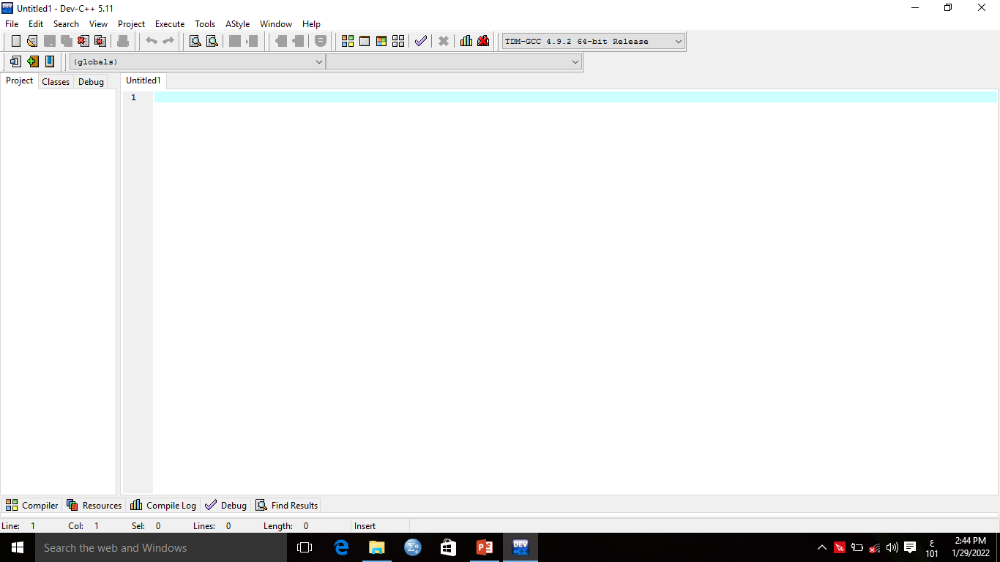 Untitled1 - Dev-C++ 5.11
File Edit Search View Project Execute Tools AStyle Window Help
TDM-GCC 4.9.2 64-bit Release
(globals)
Project Classes Debug Untitled1
1
Compiler Resources Compile Log Debug Find Results
Line: 1 Col: 1 Sel: 0 Lines: 0 Length: 0 Insert
Search the web and Windows
DEV
ع
101
2:44 PM
1/29/2022